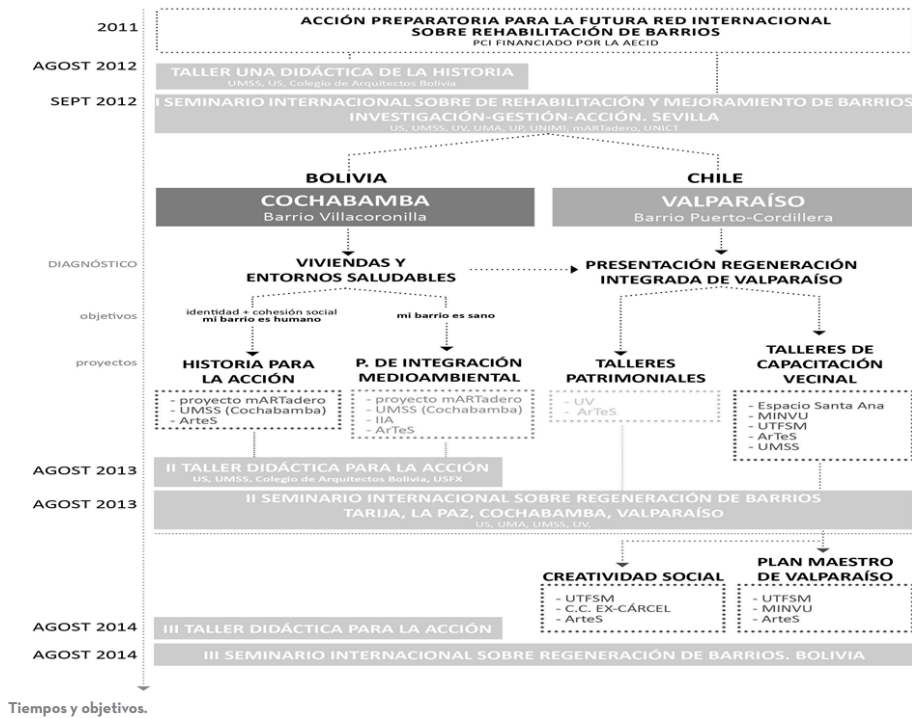 2011
ACCIÓN PREPARATORIA PARA LA FUTURA RED INTERNACIONAL
SOBRE REHABILITACIÓN DE BARRIOS
PCI FINANCIADO POR LA AECID
AGOST 2012
TALLER UNA DIDÁCTICA DE LA HISTORIA
UMSS, US, Colegio de Arquitectos Bolivia
SEPT 2012
I SEMINARIO INTERNACIONAL SOBRE DE REHABILITACIÓN Y MEJORAMIENTO DE BARRIOS
INVESTIGACIÓN-GESTIÓN-ACCIÓN. SEVILLA
US, UMSS, UV, UMA, UP, UNIMI, mARTadero, UNICT
BOLIVIA
CHILE
COCHABAMBA
Barrio Villacoronilla
VALPARAÍSO
Barrio Puerto-Cordillera
DIAGNÓSTICO
VIVIENDAS Y
ENTORNOS SALUDABLES
PRESENTACIÓN REGENERACIÓN
INTEGRADA DE VALPARAÍSO
objetivos
identidad + cohesión social
mi barrio es humano
mi barrio es sano
proyectos
HISTORIA PARA
LA ACCIÓN
- proyecto mARTadero
- UMSS (Cochabamba)
- ArteS
P. DE INTEGRACIÓN
MEDIOAMBIENTAL
- proyecto mARTadero
- UMSS (Cochabamba)
- IIA
- ArTeS
TALLERES
PATRIMONIALES
- UV
- ArTeS
TALLERES DE
CAPACITACIÓN
VECINAL
- Espacio Santa Ana
- MINVU
- UTFSM
- ArTeS
- UMSS
AGOST 2013
II TALLER DIDÁCTICA PARA LA ACCIÓN
US, UMSS, Colegio de Arquitectos Bolivia, USFX
AGOST 2013
II SEMINARIO INTERNACIONAL SOBRE REGENERACIÓN DE BARRIOS
TARIJA, LA PAZ, COCHABAMBA, VALPARAÍSO
US, UMA, UMSS, UV,
CREATIVIDAD SOCIAL
- UTFSM
- C.C. EX-CÁRCEL
- ArteS
PLAN MAESTRO
DE VALPARAÍSO
- UTFSM
- MINVU
- ArteS
AGOST 2014
III TALLER DIDÁCTICA PARA LA ACCIÓN
AGOST 2014
III SEMINARIO INTERNACIONAL SOBRE REGENERACIÓN DE BARRIOS. BOLIVIA
Tiempos y objetivos.